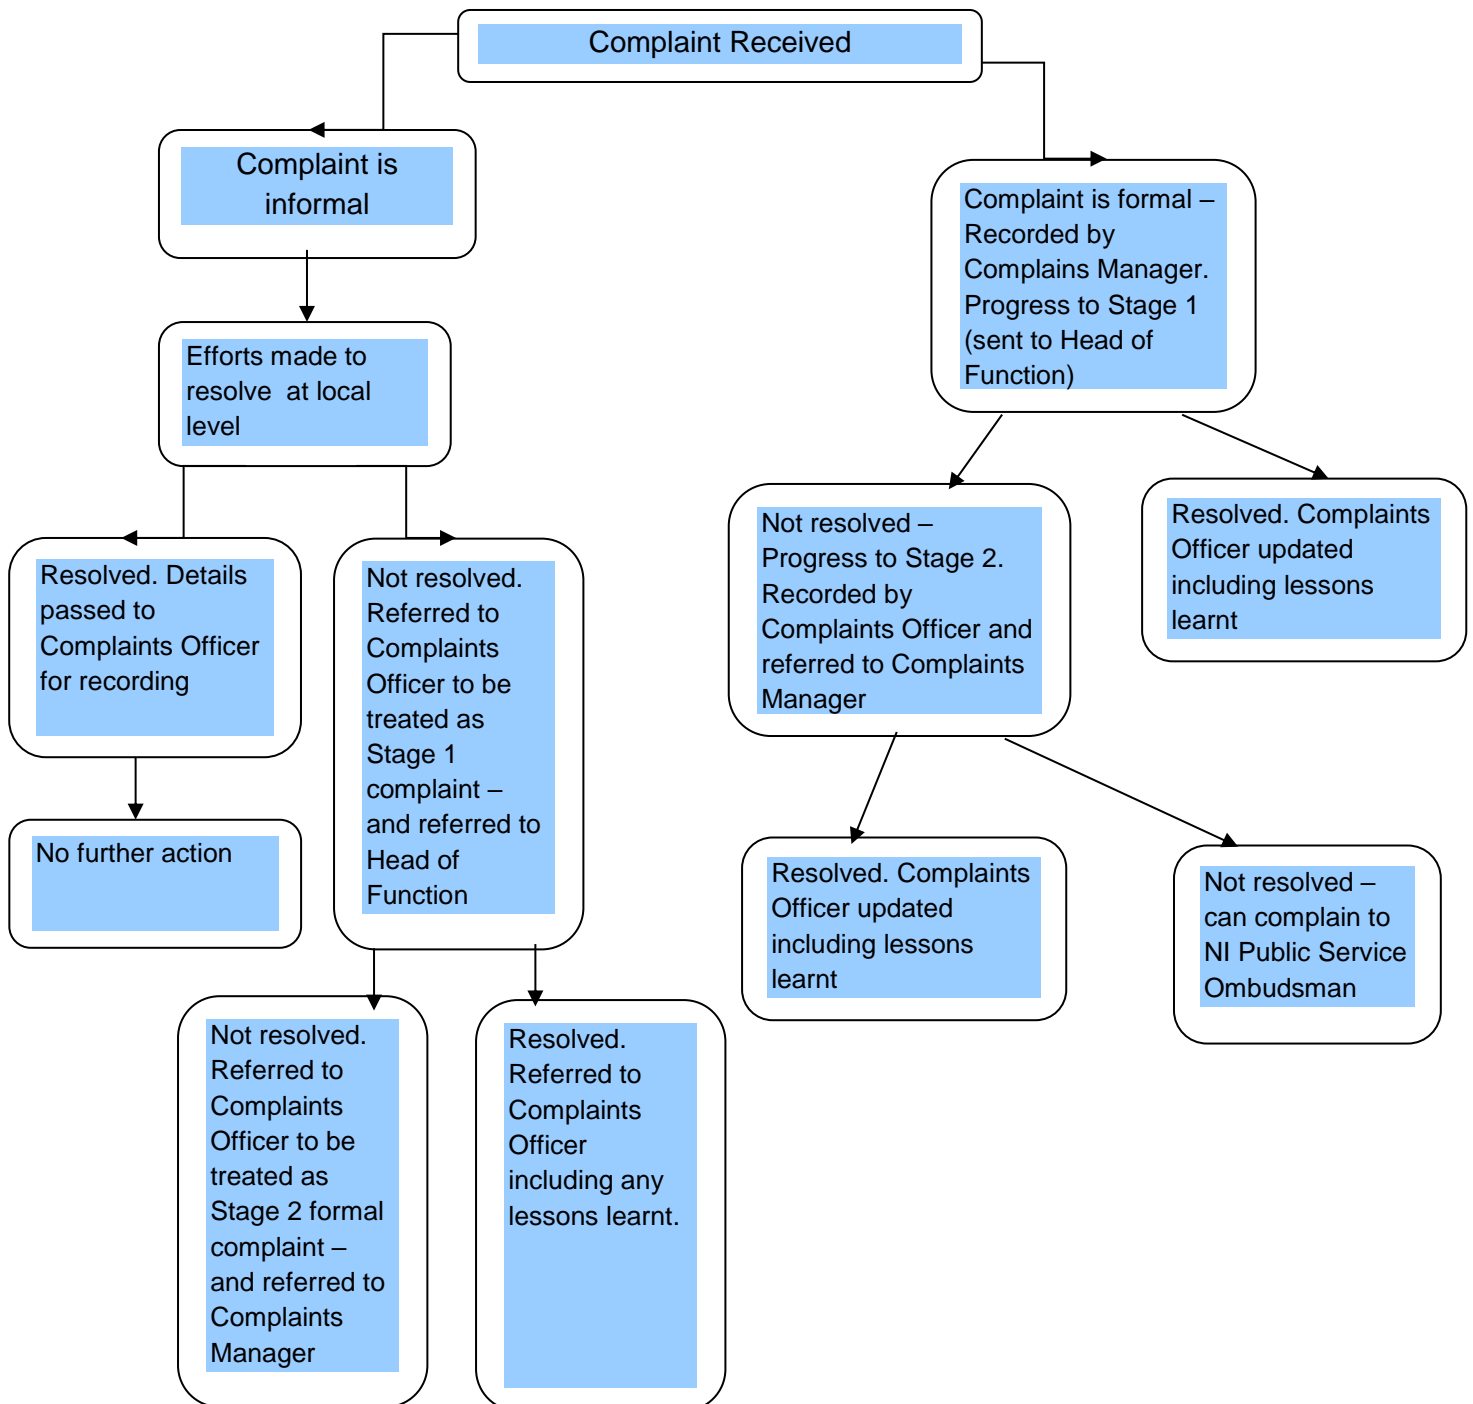 Complaint Received
Complaint is
informal
Complaint is formal –
Recorded by
Complains Manager.
Progress to Stage 1
(sent to Head of
Function)
Efforts made to
resolve  at local
level
Resolved. Details
passed to
Complaints Officer
for recording
Not resolved.
Referred to
Complaints
Officer to be
treated as
Stage 1
complaint –
and referred to
Head of
Function
Not resolved –
Progress to Stage 2.
Recorded by
Complaints Officer and
referred to Complaints
Manager
Resolved. Complaints
Officer updated
including lessons
learnt
No further action
Resolved. Complaints
Officer updated
including lessons
learnt
Not resolved –
can complain to
NI Public Service
Ombudsman
Not resolved.
Referred to
Complaints
Officer to be
treated as
Stage 2 formal
complaint –
and referred to
Complaints
Manager
Resolved.
Referred to
Complaints
Officer
including any
lessons learnt.